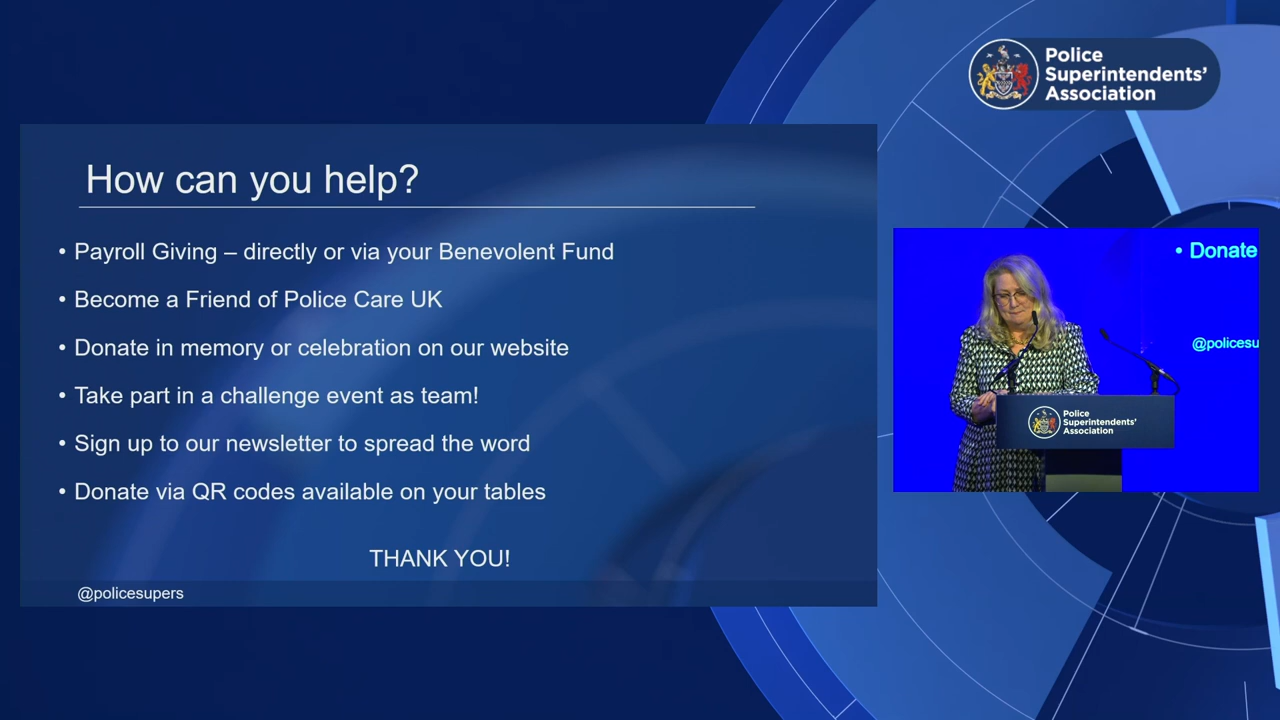 Police
Superintendents'
Association
How can you help?
• Payroll Giving – directly or via your Benevolent Fund
• Become a Friend of Police Care UK
• Donate in memory or celebration on our website
• Take part in a challenge event as team!
• Sign up to our newsletter to spread the word
• Donate via QR codes available on your tables
THANK YOU!
@policesupers
• Donate
@policesu
Police
Superintendents'
Association